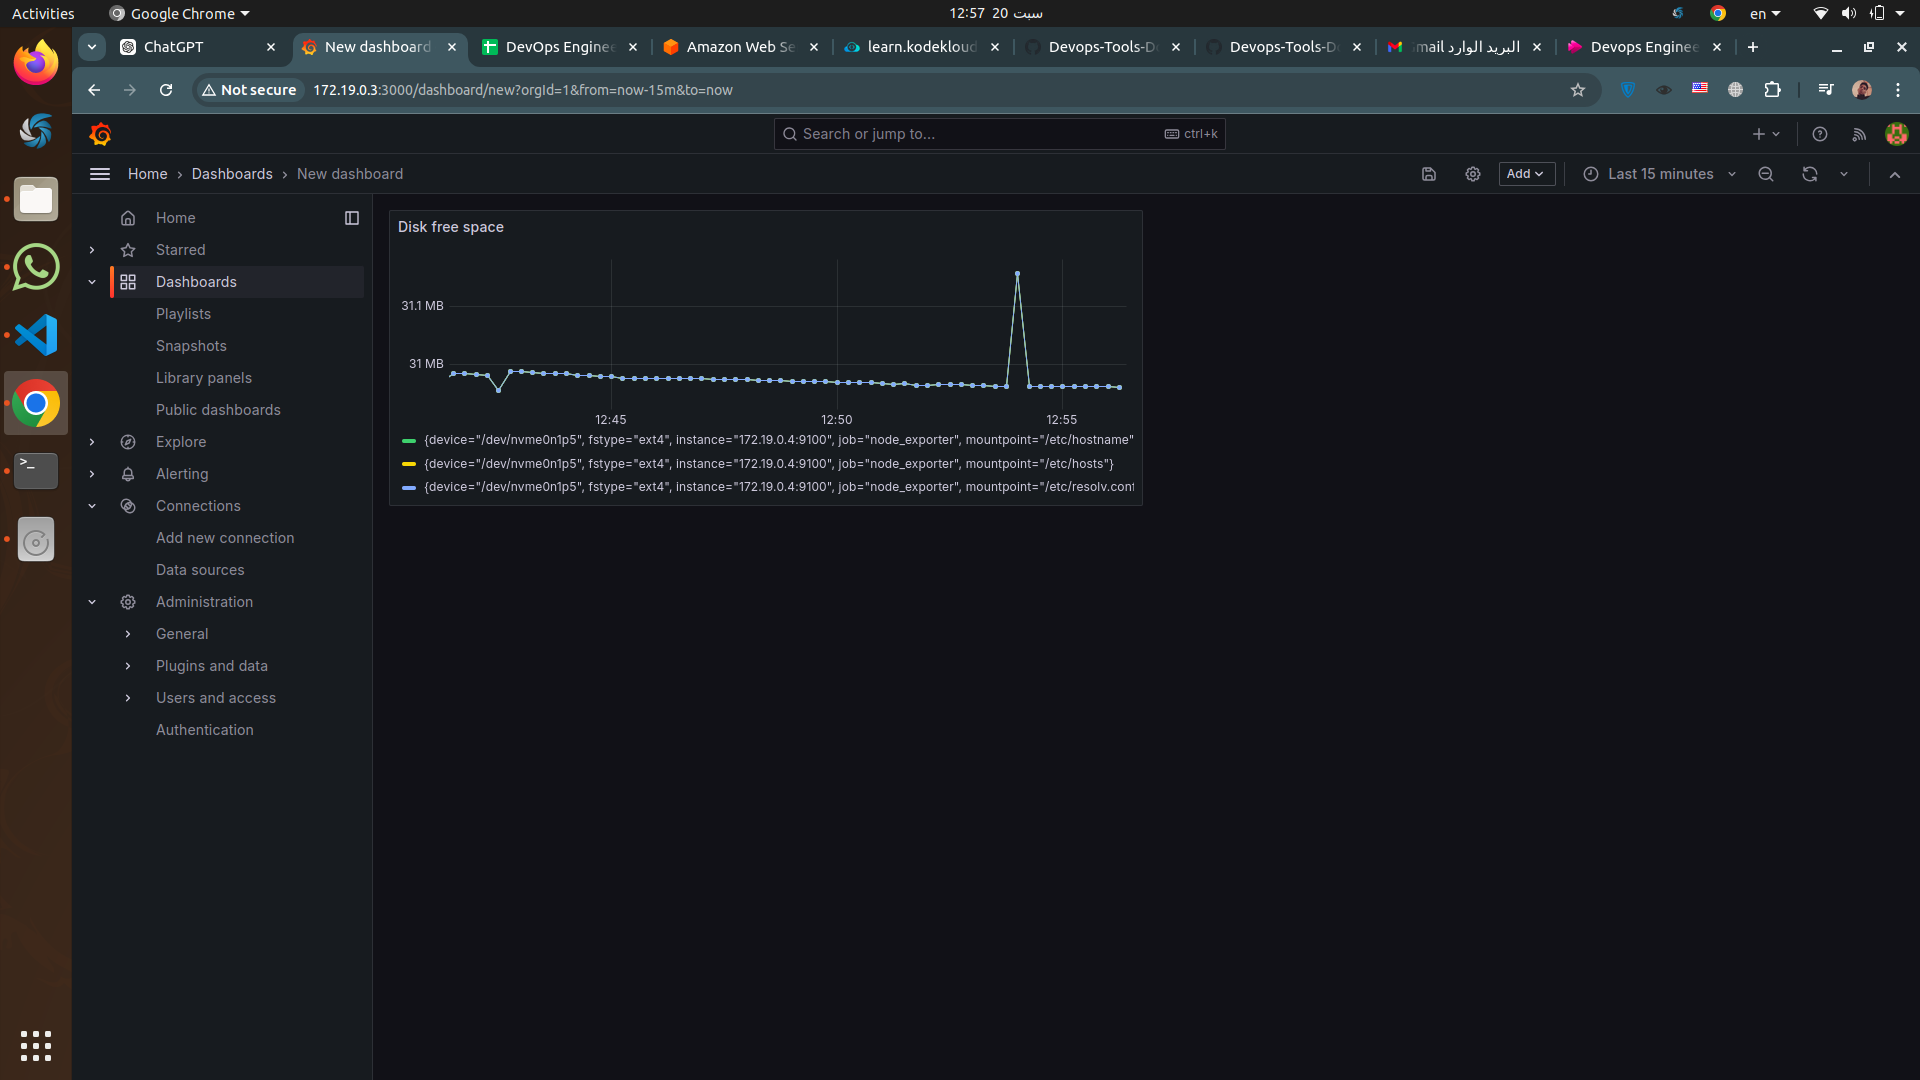 Activities
Google Chrome
12:57 20 سبت
en
ChatGPT
New dashboard
DevOps Enginee
Amazon Web Se
learn.kodekloud
Devops-Tools-D
Devops-Tools-D
البريد الوارد mail
Devops Enginee
Not secure
172.19.0.3:3000/dashboard/new?orgId=1&from=now-15m&to=now
Search or jump to...
ctrl+k
Home › Dashboards › New dashboard
Add
Last 15 minutes
Home
Starred
Dashboards
Playlists
Snapshots
Library panels
Public dashboards
Explore
Alerting
Connections
Add new connection
Data sources
Administration
General
Plugins and data
Users and access
Authentication
Disk free space
31.1 MB
31 MB
12:45
12:50
12:55
{device="/dev/nvme0n1p5", fstype="ext4", instance="172.19.0.4:9100", job="node_exporter", mountpoint="/etc/hostname"
{device="/dev/nvme0n1p5", fstype="ext4", instance="172.19.0.4:9100", job="node_exporter", mountpoint="/etc/hosts"}
{device="/dev/nvme0n1p5", fstype="ext4", instance="172.19.0.4:9100", job="node_exporter", mountpoint="/etc/resolv.conf